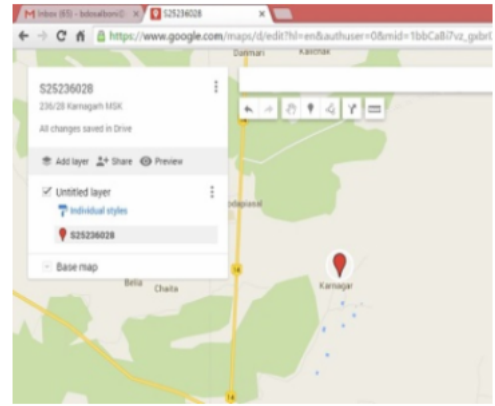 Inbox (65)
S25236028
https://www.google.com/maps/d/edit?hl=en&authuser=0&mid=1bbCaBi7vz_gxbr
Kalichak
S25236028
236/28 Karnagarh MSK
All changes saved in Drive
Add layer Share Preview
Untitled layer
Individual styles
S25236028
Base map
Belia
Chaita
Karnagar
14
14
14